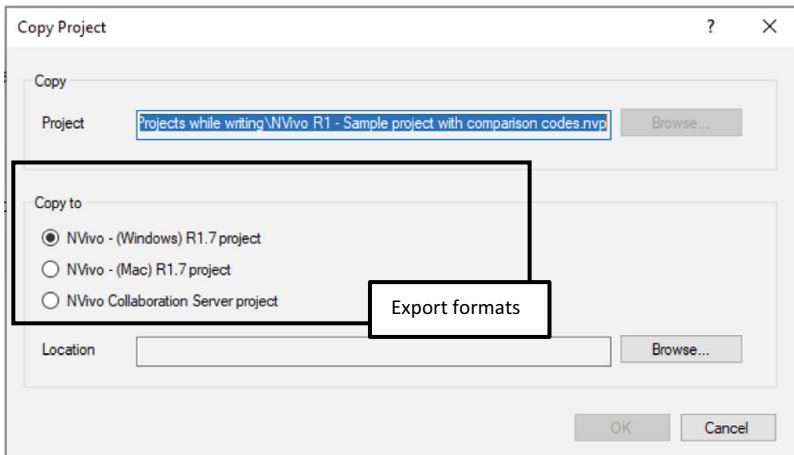 Copy Project ? X
Copy
Project Projects while writing\NVivo R1 - Sample project with comparison codes.nvp Browse...
Copy to
NVivo - (Windows) R1.7 project
NVivo - (Mac) R1.7 project
NVivo Collaboration Server project
Export formats
Location Browse...
OK Cancel